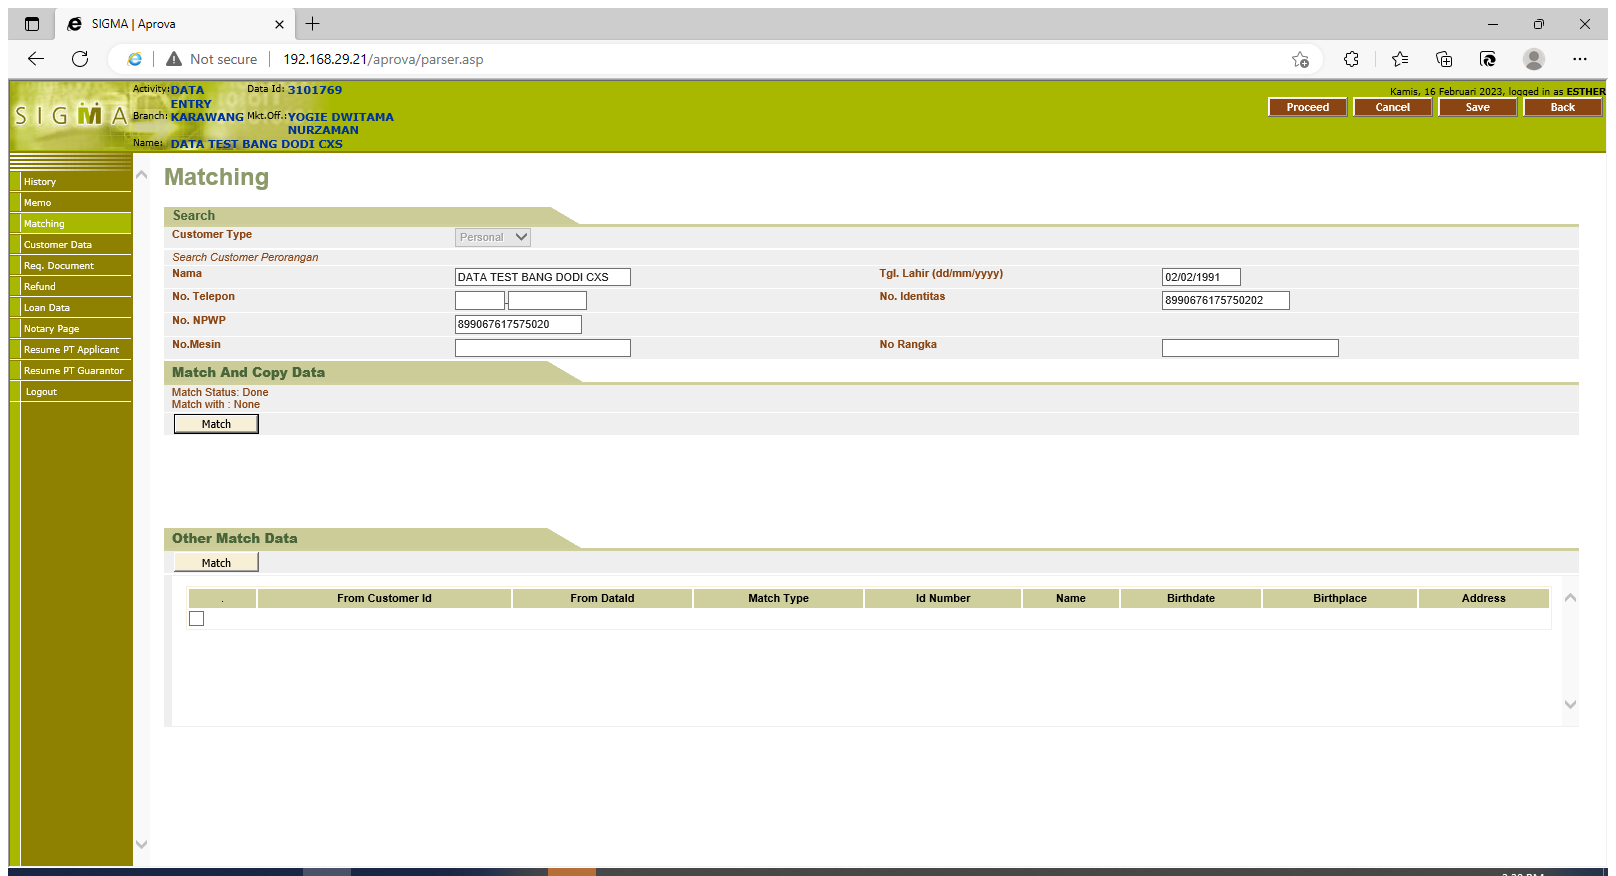 SIGMA | Aprova
Not secure
192.168.29.21/aprova/parser.asp
SIGMA
Activity: DATA ENTRY Data Id: 3101769
Branch: KARAWANG Mkt.Off.: YOGIE DWITAMA NURZAMAN
Name: DATA TEST BANG DODI CXS
Kamis, 16 Februari 2023, logged in as ESTHER
Proceed Cancel Save Back
History
Memo
Matching
Customer Data
Req. Document
Refund
Loan Data
Notary Page
Resume PT Applicant
Resume PT Guarantor
Logout
Matching
Search
Customer Type Personal
Search Customer Perorangan
Nama DATA TEST BANG DODI CXS Tgl. Lahir (dd/mm/yyyy) 02/02/1991
No. Telepon - No. Identitas 8990676175750202
No. NPWP 899067617575020
No.Mesin No Rangka
Match And Copy Data
Match Status: Done
Match with : None
Match
Other Match Data
Match
. From Customer Id From DataId Match Type Id Number Name Birthdate Birthplace Address